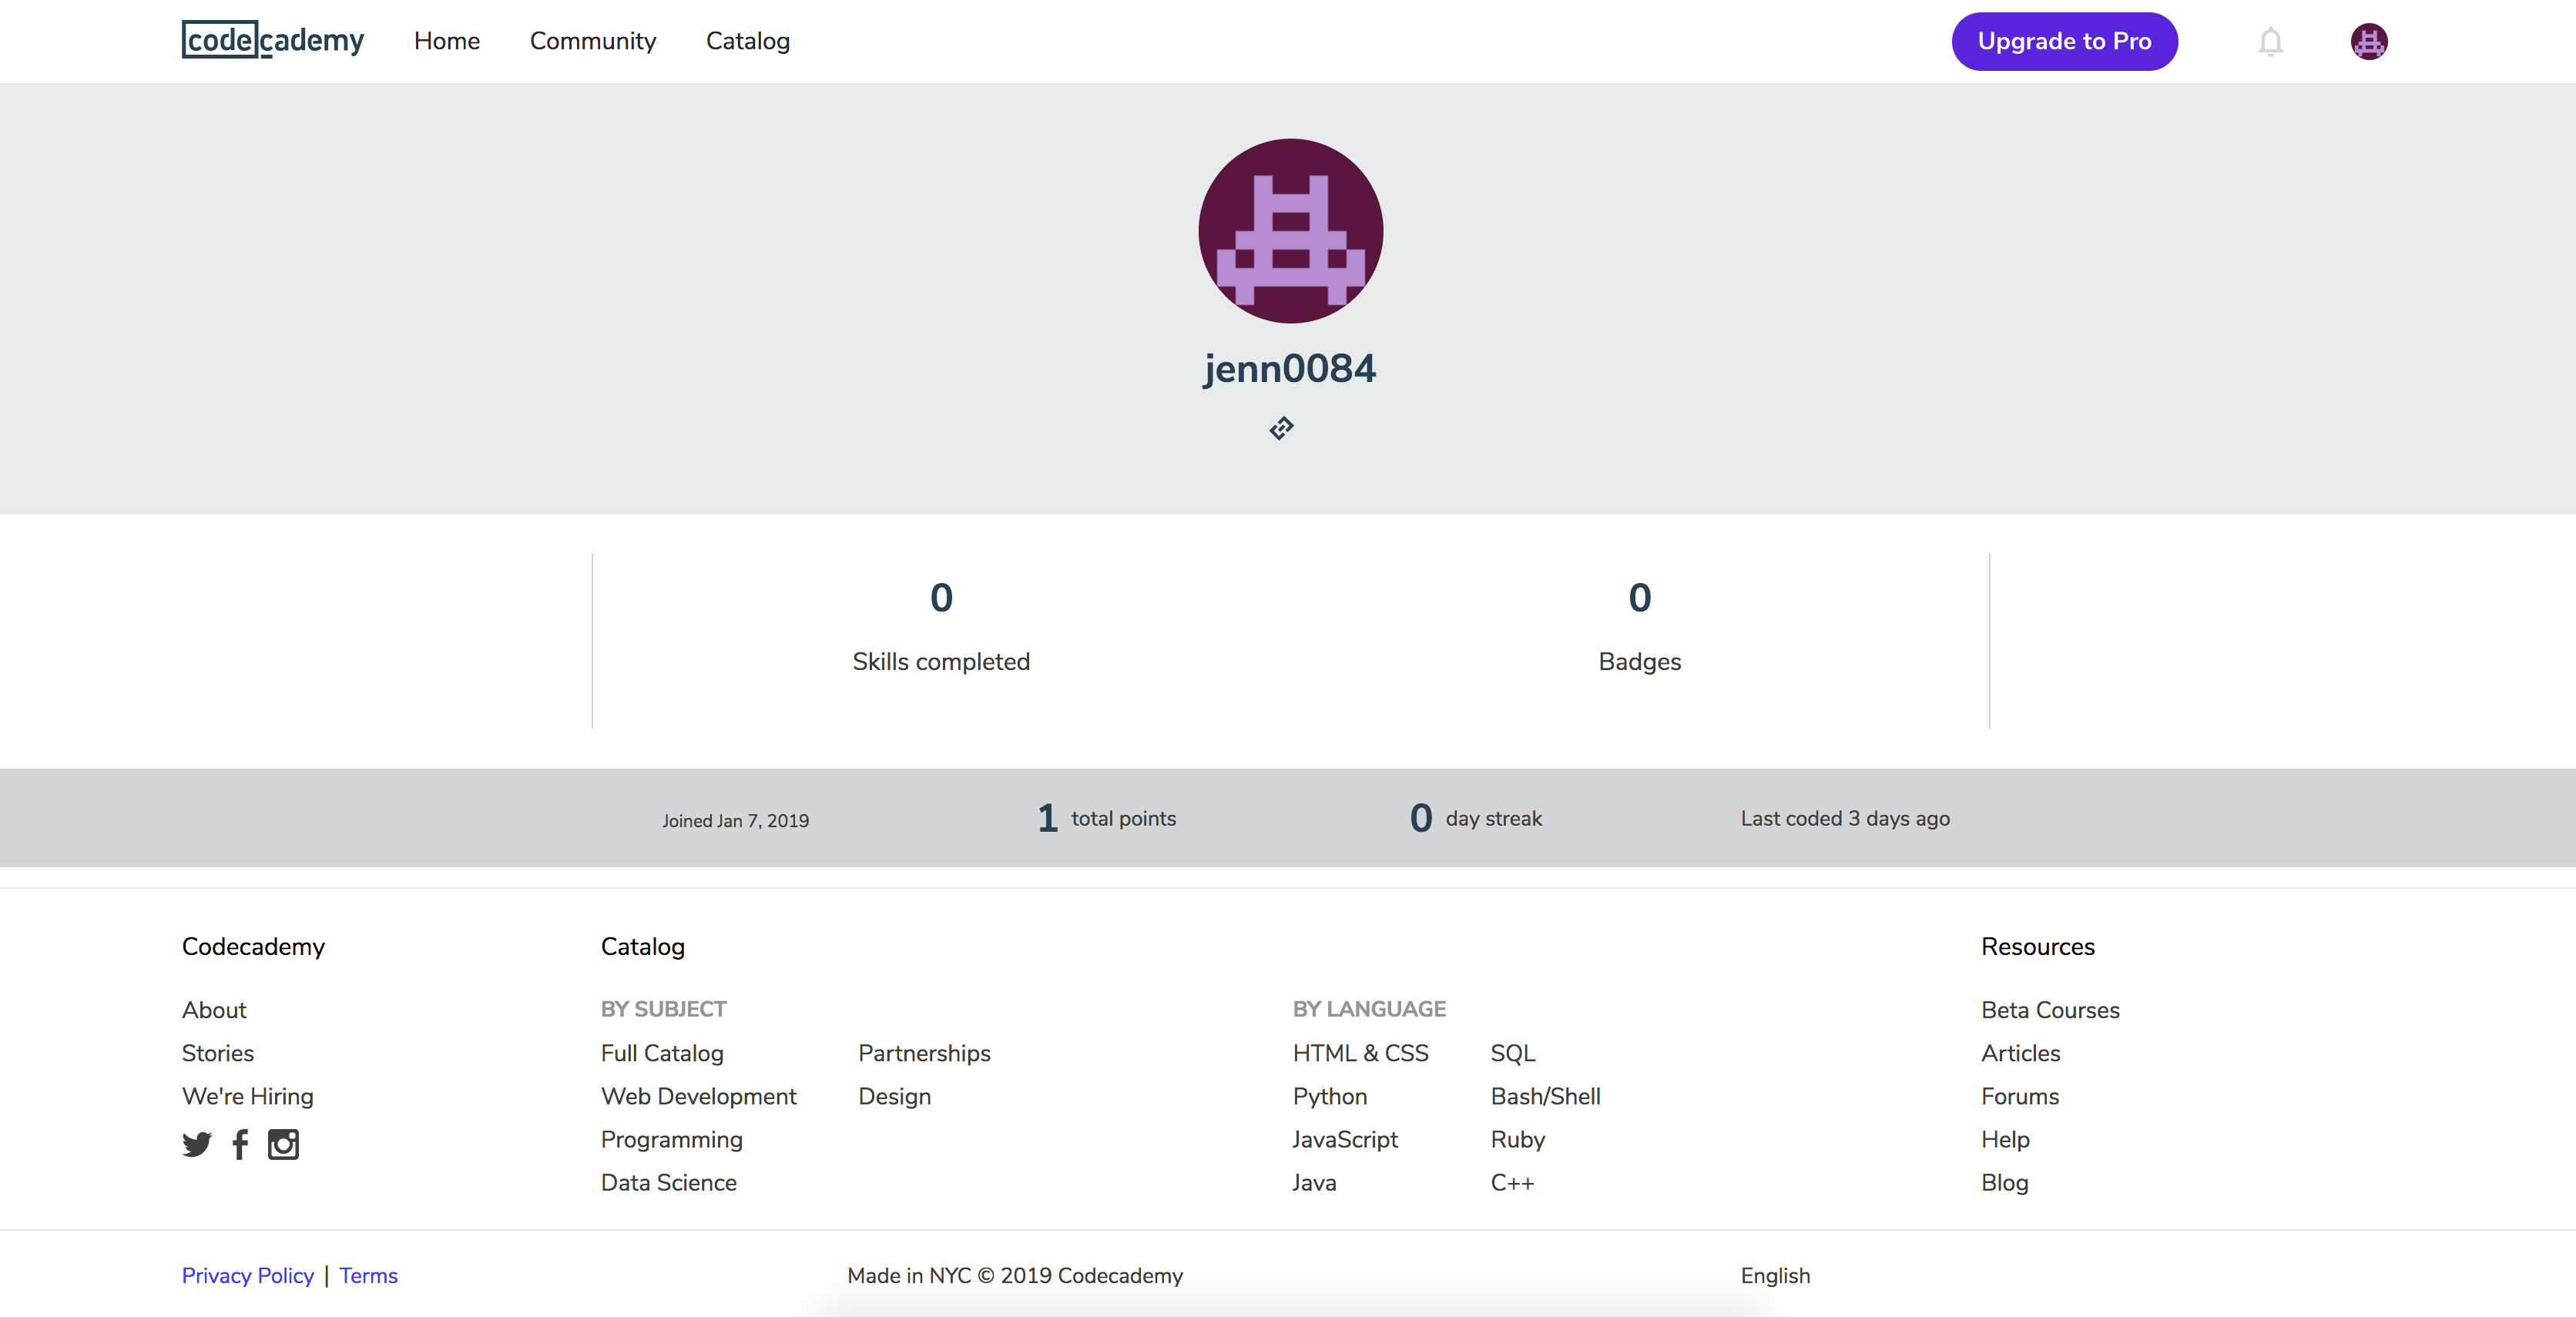 codecademy Home Community Catalog Upgrade to Pro
jenn0084
0
Skills completed
0
Badges
Joined Jan 7, 2019 1 total points 0 day streak Last coded 3 days ago
Codecademy
About
Stories
We're Hiring
Catalog
BY SUBJECT
Full Catalog
Web Development
Programming
Data Science
Partnerships
Design
BY LANGUAGE
HTML & CSS
Python
JavaScript
Java
SQL
Bash/Shell
Ruby
C++
Resources
Beta Courses
Articles
Forums
Help
Blog
Privacy Policy | Terms
Made in NYC © 2019 Codecademy
English